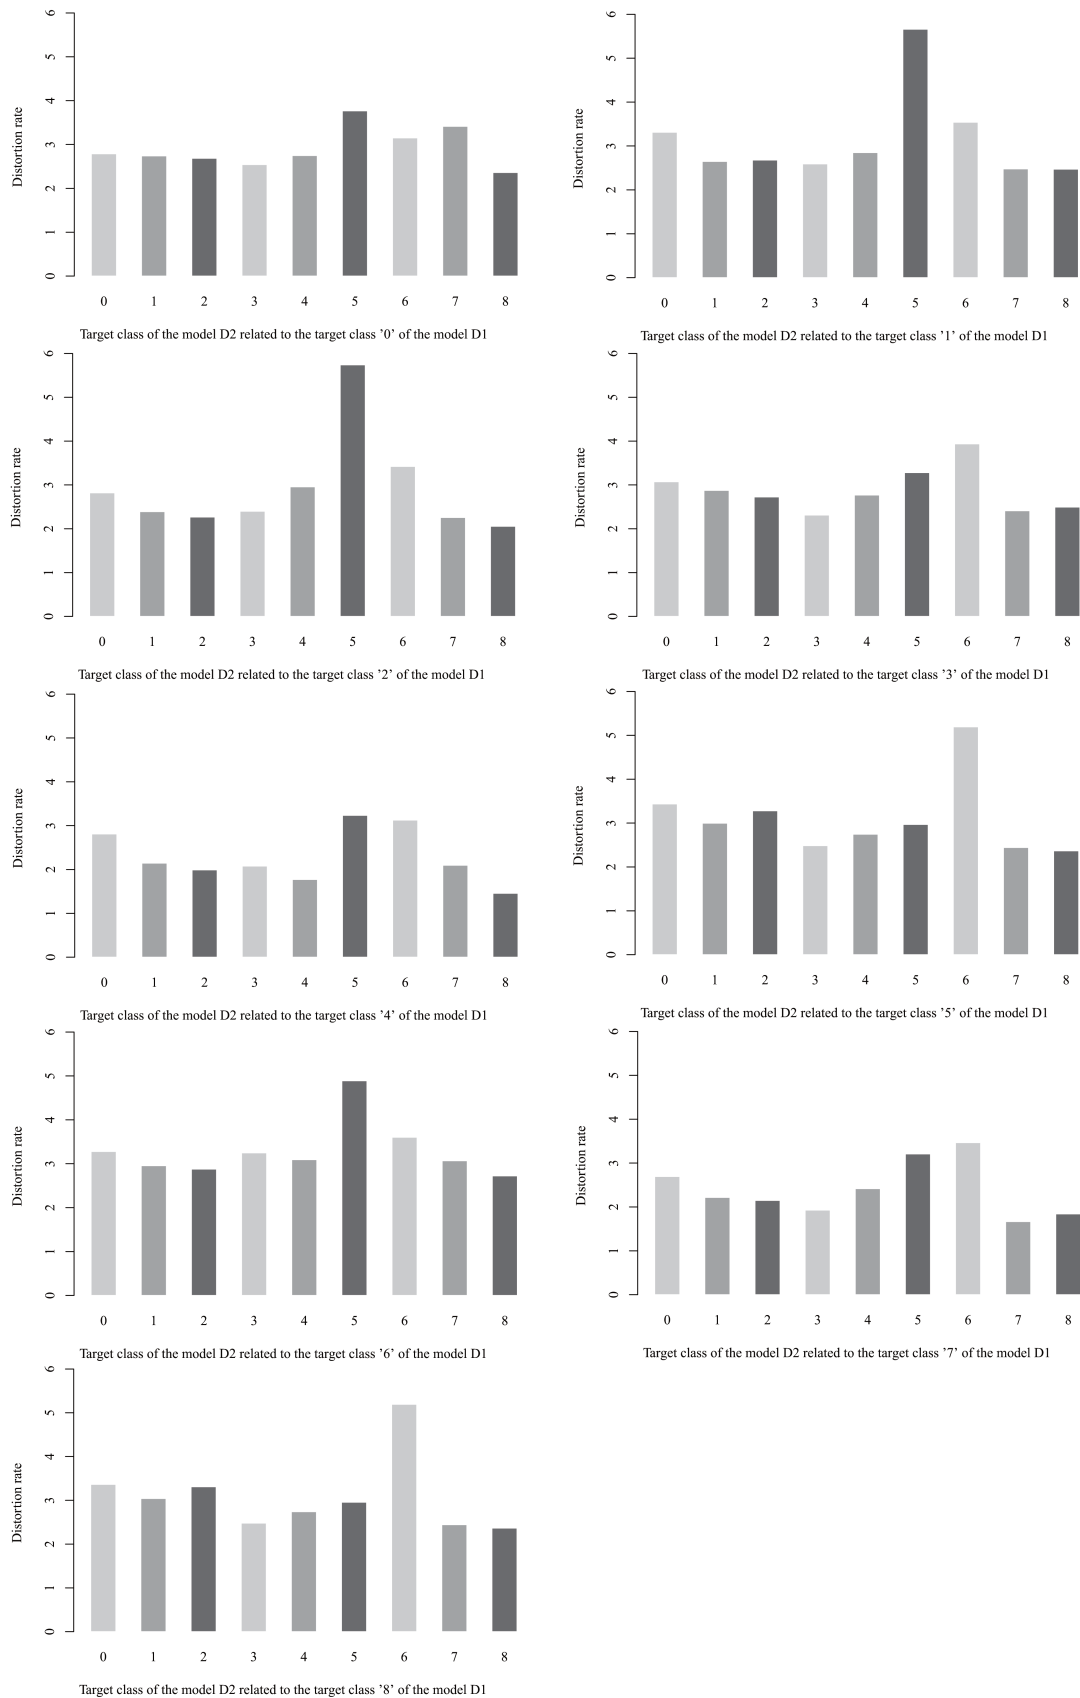 6
5
4
3
2
1
0
Distortion rate
0 1 2 3 4 5 6 7 8
Target class of the model D2 related to the target class ’0’ of the model D1
6
5
4
3
2
1
0
Distortion rate
0 1 2 3 4 5 6 7 8
Target class of the model D2 related to the target class ’1’ of the model D1
6
5
4
3
2
1
0
Distortion rate
0 1 2 3 4 5 6 7 8
Target class of the model D2 related to the target class ’2’ of the model D1
6
5
4
3
2
1
0
Distortion rate
0 1 2 3 4 5 6 7 8
Target class of the model D2 related to the target class ’3’ of the model D1
6
5
4
3
2
1
0
Distortion rate
0 1 2 3 4 5 6 7 8
Target class of the model D2 related to the target class ’4’ of the model D1
6
5
4
3
2
1
0
Distortion rate
0 1 2 3 4 5 6 7 8
Target class of the model D2 related to the target class ’5’ of the model D1
6
5
4
3
2
1
0
Distortion rate
0 1 2 3 4 5 6 7 8
Target class of the model D2 related to the target class ’6’ of the model D1
6
5
4
3
2
1
0
Distortion rate
0 1 2 3 4 5 6 7 8
Target class of the model D2 related to the target class ’7’ of the model D1
6
5
4
3
2
1
0
Distortion rate
0 1 2 3 4 5 6 7 8
Target class of the model D2 related to the target class ’8’ of the model D1